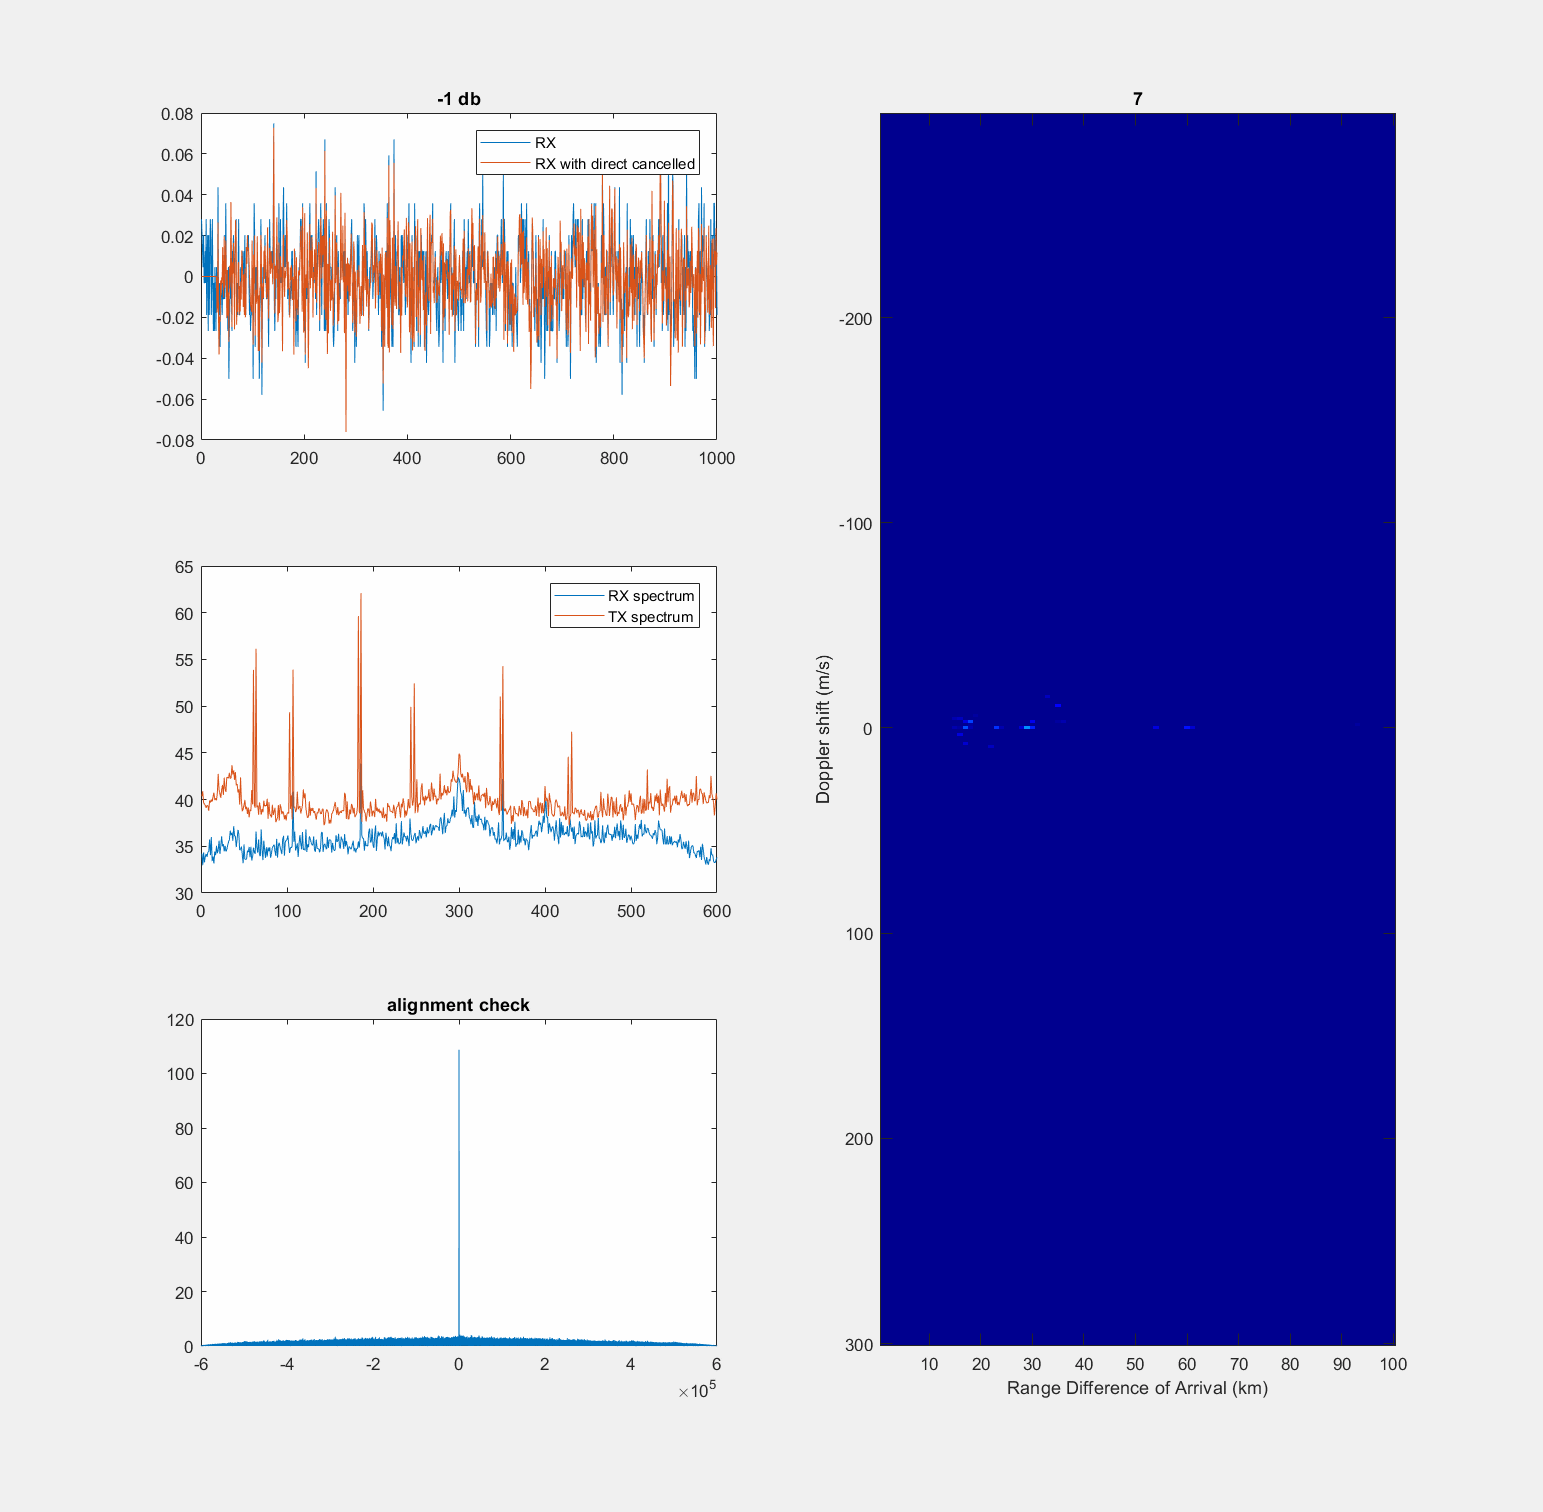 -1 db
0.08
0.06
0.04
0.02
0
-0.02
-0.04
-0.06
-0.08
0 200 400 600 800 1000
RX
RX with direct cancelled
65
60
55
50
45
40
35
30
0 100 200 300 400 500 600
RX spectrum
TX spectrum
alignment check
120
100
80
60
40
20
0
-6 -4 -2 0 2 4 6
×10^5
7
-200
-100
0
100
200
300
Doppler shift (m/s)
10 20 30 40 50 60 70 80 90 100
Range Difference of Arrival (km)